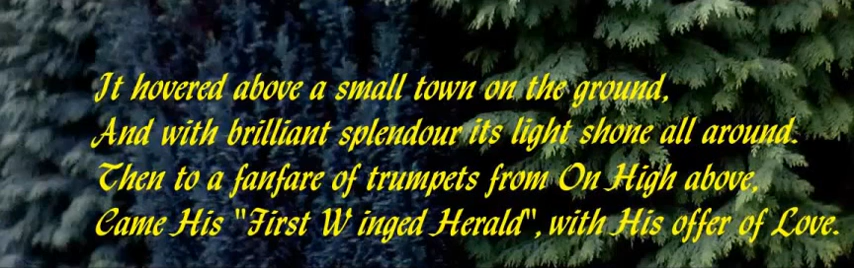 It hovered above a small town on the ground,
And with brilliant splendour its light shone all around.
Then to a fanfare of trumpets from On High above,
Came His "First W inged Herald", with His offer of Love.